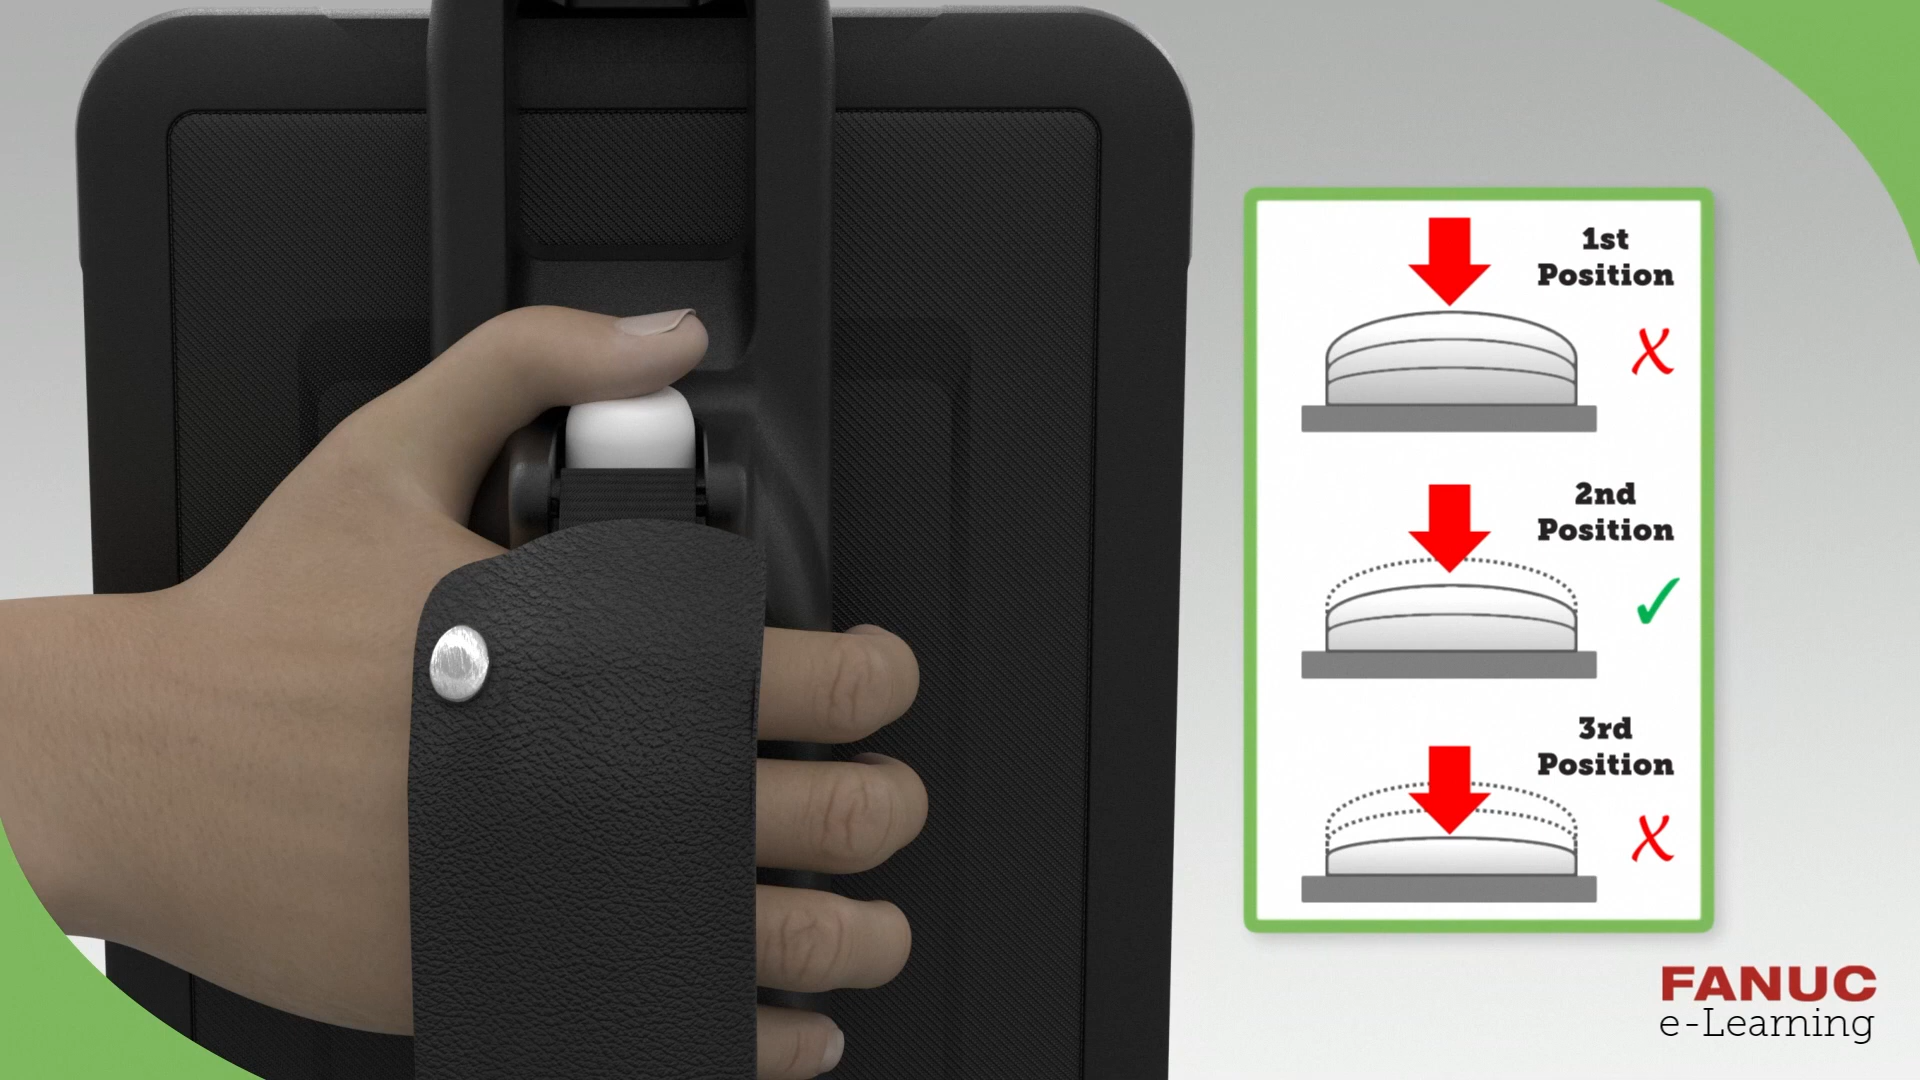 1st
Position
X
2nd
Position
✓
3rd
Position
X
FANUC
e-Learning